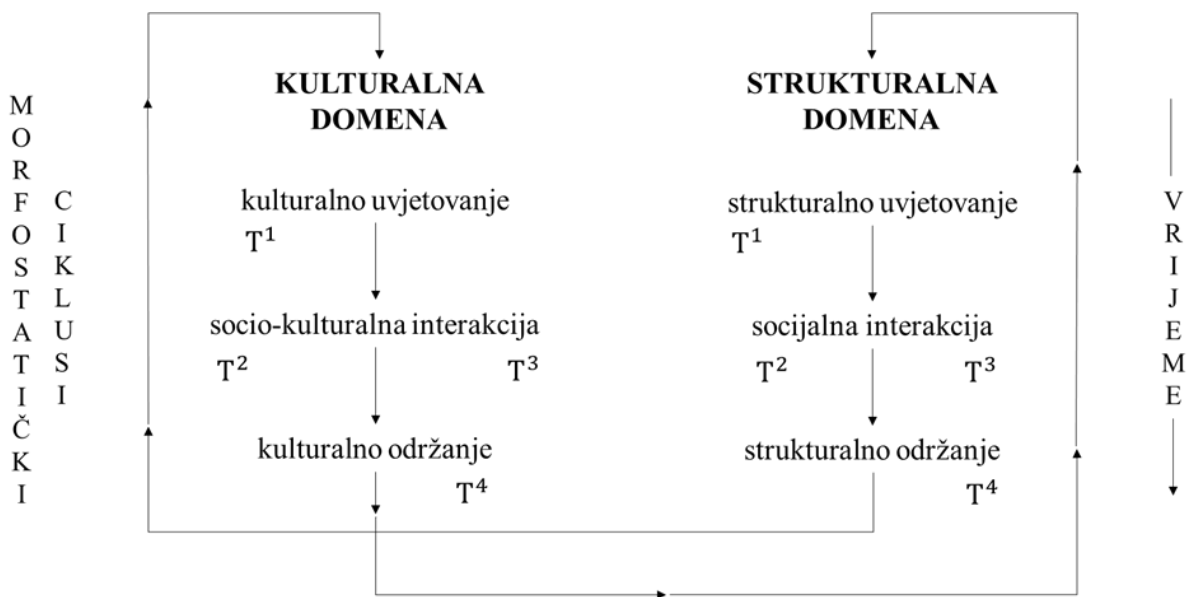 MORFOSTATIČKI
CIKLUSI
KULTURALNA
DOMENA
kulturalno uvjetovanje
T¹
socio-kulturalna interakcija
T² T³
kulturalno održanje
T⁴
STRUKTURALNA
DOMENA
strukturalno uvjetovanje
T¹
socijalna interakcija
T² T³
strukturalno održanje
T⁴
VRIJEME